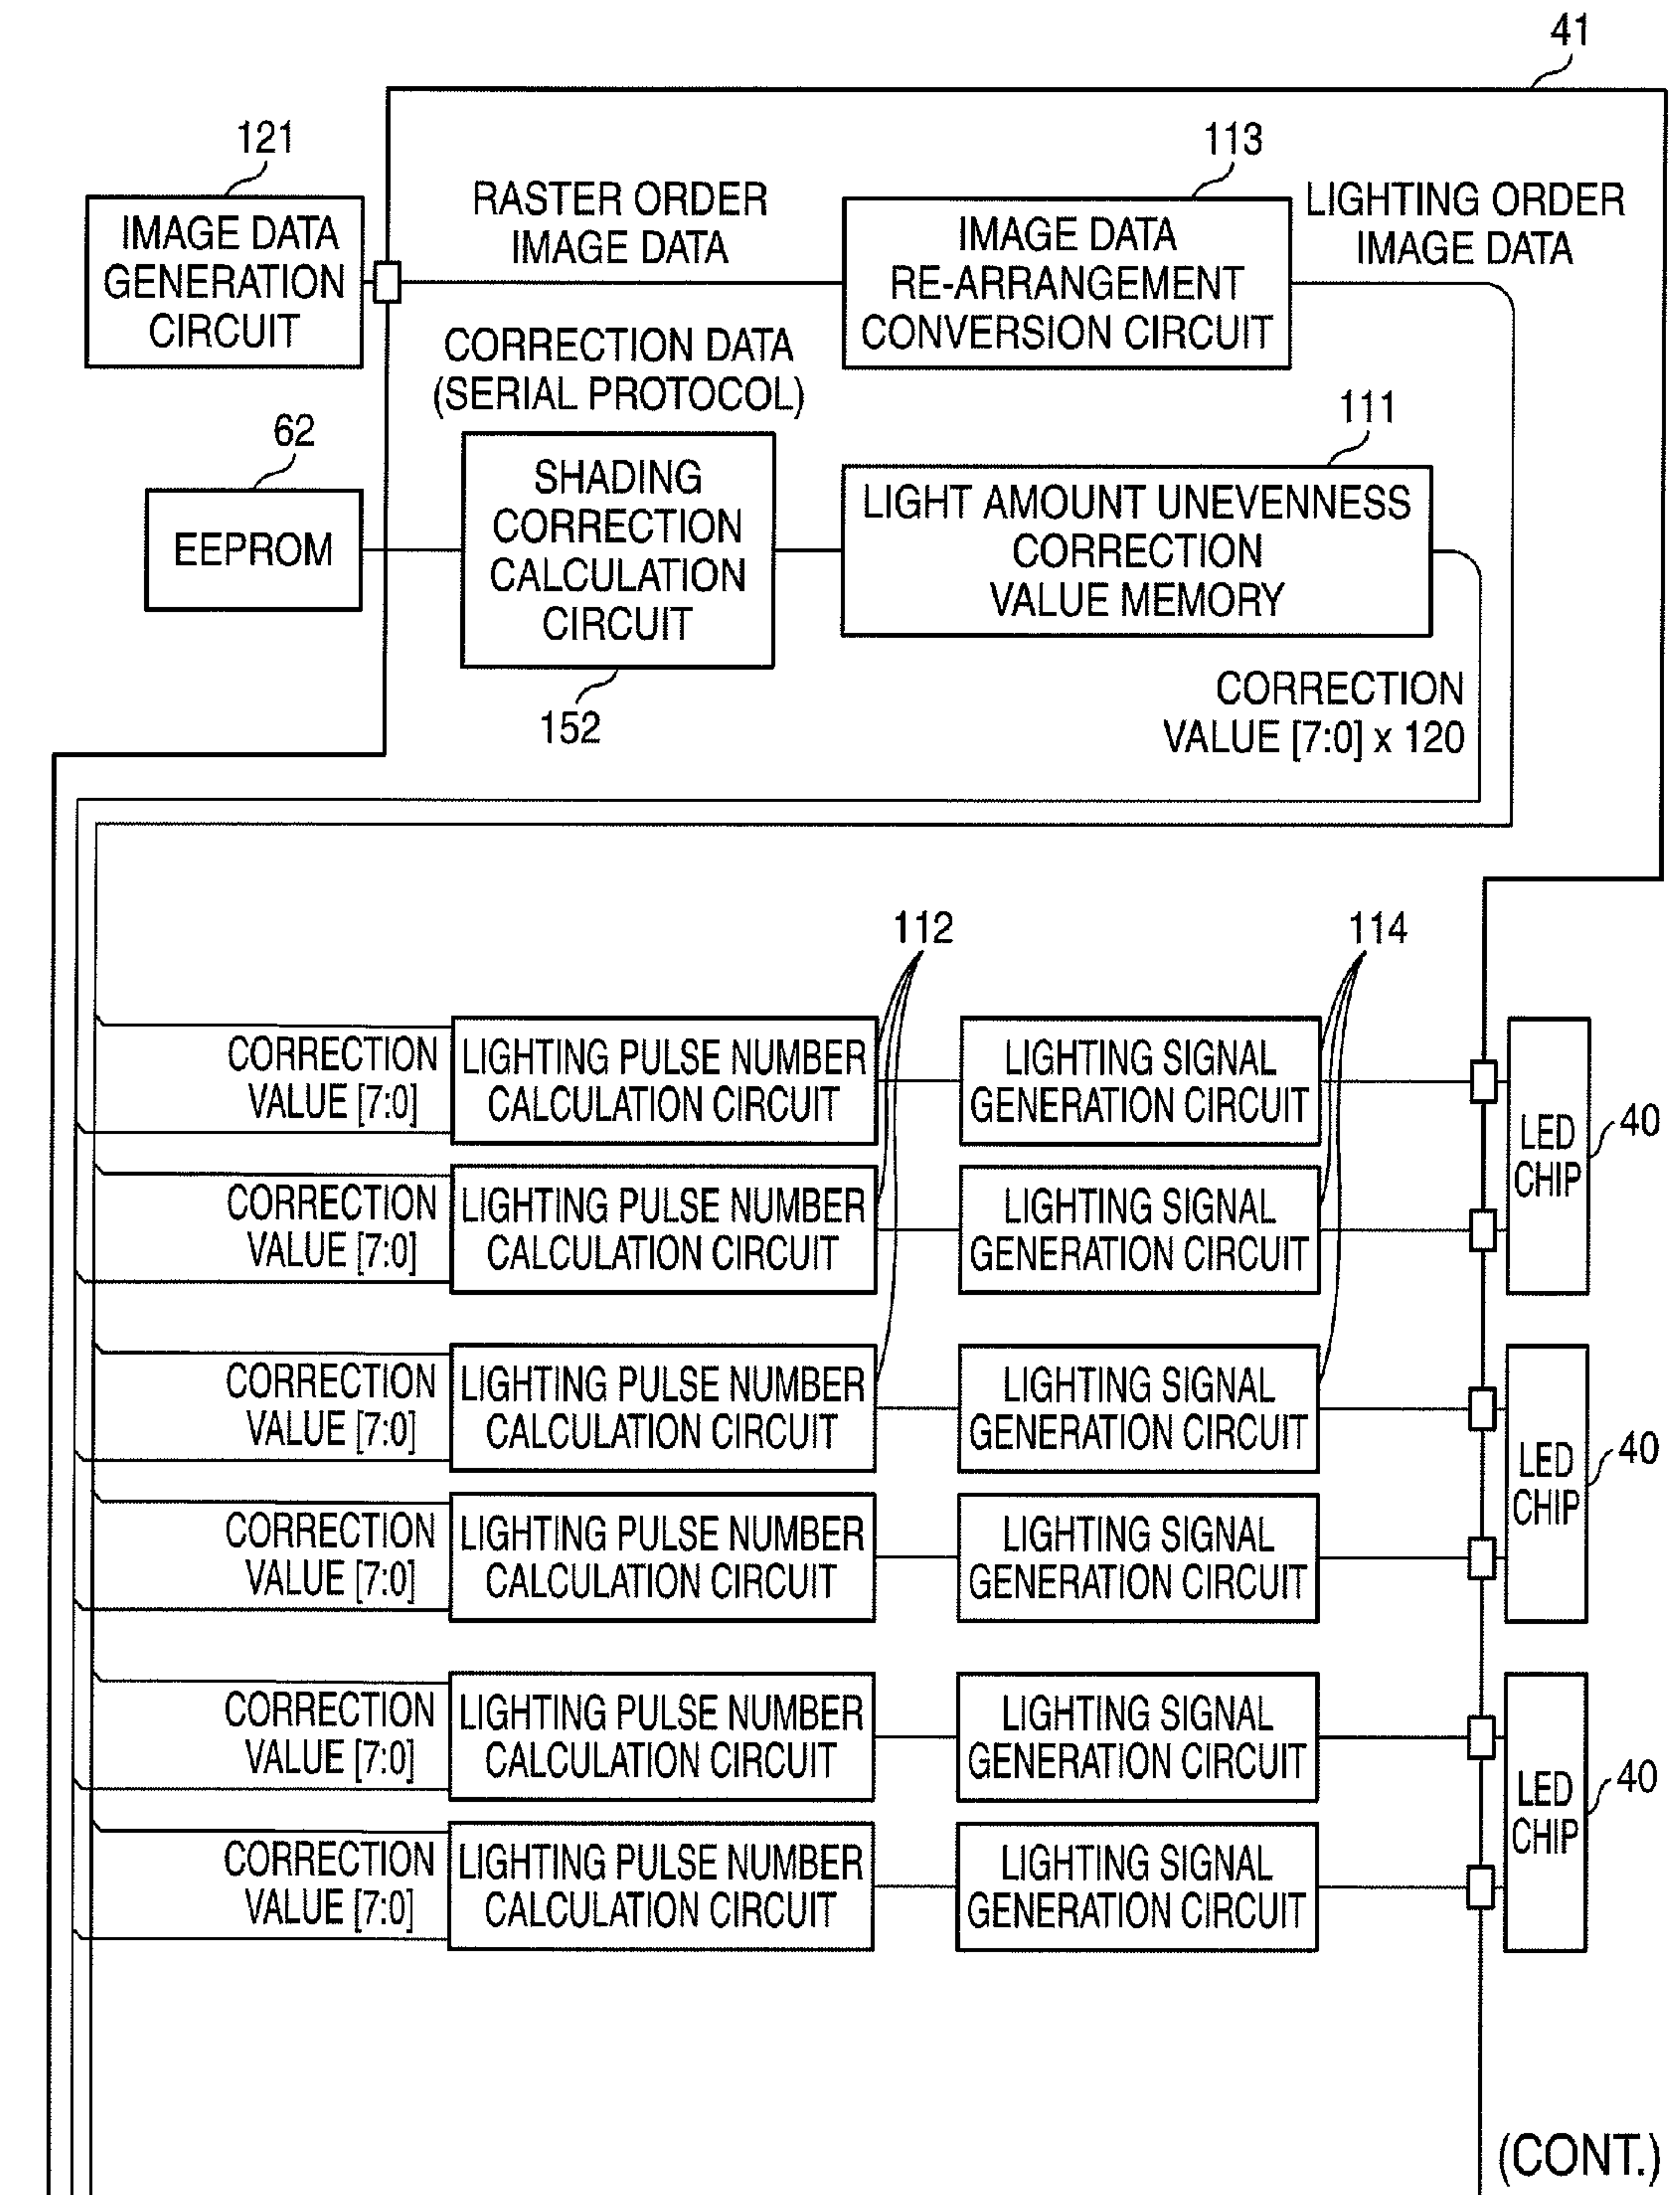 41
121
113
IMAGE DATA
GENERATION
CIRCUIT
RASTER ORDER
IMAGE DATA
IMAGE DATA
RE-ARRANGEMENT
CONVERSION CIRCUIT
LIGHTING ORDER
IMAGE DATA
CORRECTION DATA
(SERIAL PROTOCOL)
62
111
EEPROM
SHADING
CORRECTION
CALCULATION
CIRCUIT
LIGHT AMOUNT UNEVENNESS
CORRECTION
VALUE MEMORY
152
CORRECTION
VALUE [7:0] x 120
112
114
CORRECTION
VALUE [7:0]
LIGHTING PULSE NUMBER
CALCULATION CIRCUIT
LIGHTING SIGNAL
GENERATION CIRCUIT
CORRECTION
VALUE [7:0]
LIGHTING PULSE NUMBER
CALCULATION CIRCUIT
LIGHTING SIGNAL
GENERATION CIRCUIT
LED
CHIP
40
CORRECTION
VALUE [7:0]
LIGHTING PULSE NUMBER
CALCULATION CIRCUIT
LIGHTING SIGNAL
GENERATION CIRCUIT
CORRECTION
VALUE [7:0]
LIGHTING PULSE NUMBER
CALCULATION CIRCUIT
LIGHTING SIGNAL
GENERATION CIRCUIT
LED
CHIP
40
CORRECTION
VALUE [7:0]
LIGHTING PULSE NUMBER
CALCULATION CIRCUIT
LIGHTING SIGNAL
GENERATION CIRCUIT
CORRECTION
VALUE [7:0]
LIGHTING PULSE NUMBER
CALCULATION CIRCUIT
LIGHTING SIGNAL
GENERATION CIRCUIT
LED
CHIP
40
(CONT.)